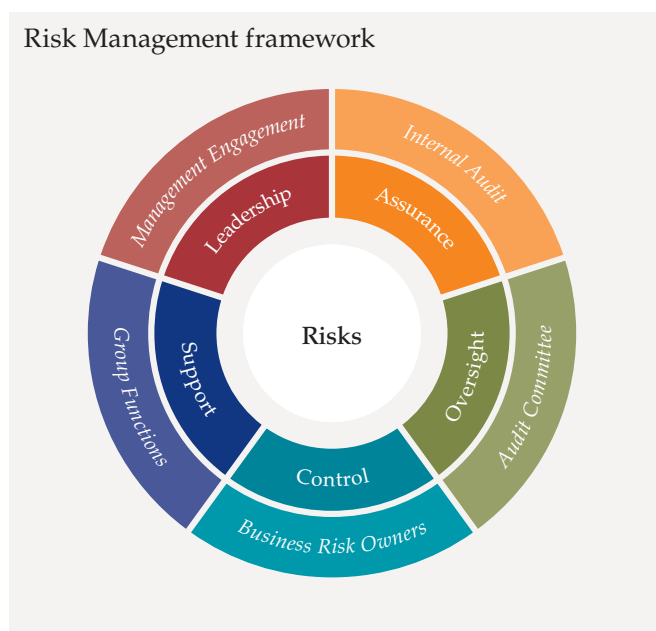 Risk Management framework
Management Engagement
Internal Audit
Leadership
Assurance
Risks
Group Functions
Support
Oversight
Audit Committee
Control
Business Risk Owners